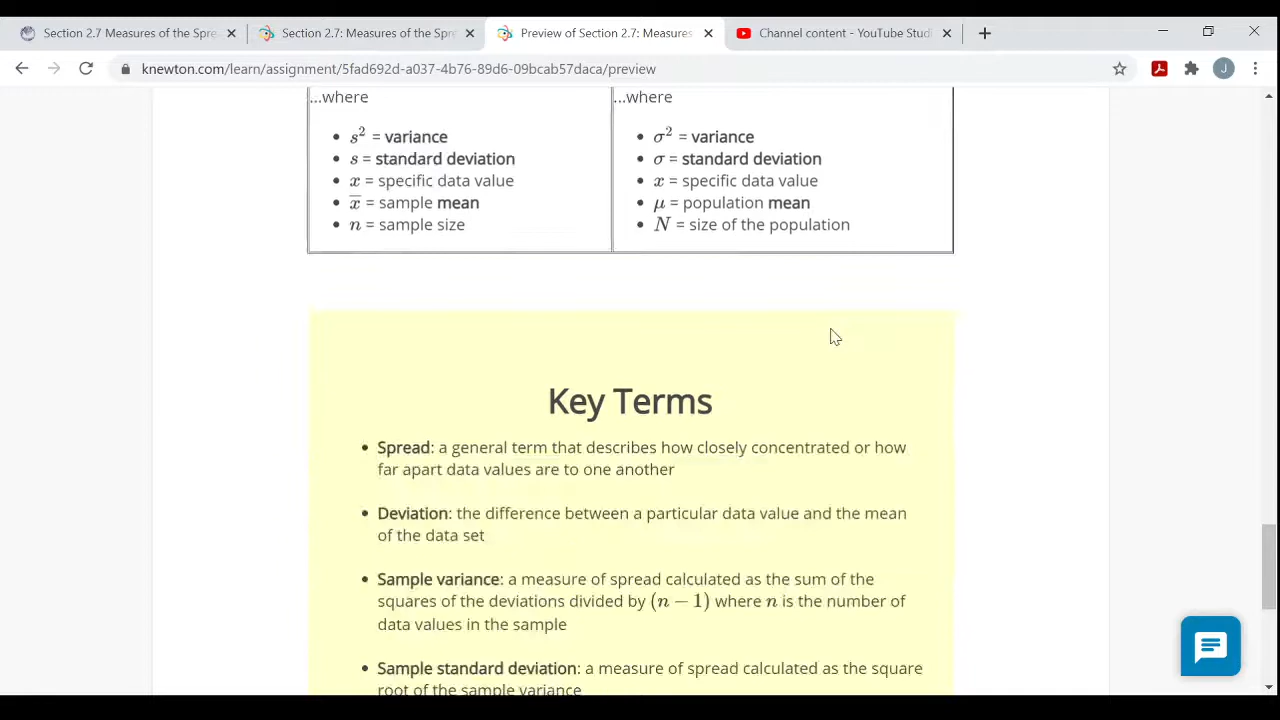 Section 2.7 Measures of the Spre
Section 2.7: Measures of the Spre
Preview of Section 2.7: Measures
Channel content - YouTube Studi
knewton.com/learn/assignment/5fad692d-a037-4b76-89d6-09bcab57daca/preview
J
...where
s² = variance
s = standard deviation
x = specific data value
x̅ = sample mean
n = sample size
...where
σ² = variance
σ = standard deviation
x = specific data value
μ = population mean
N = size of the population
Key Terms
Spread: a general term that describes how closely concentrated or how
far apart data values are to one another
Deviation: the difference between a particular data value and the mean
of the data set
Sample variance: a measure of spread calculated as the sum of the
squares of the deviations divided by (n − 1) where n is the number of
data values in the sample
Sample standard deviation: a measure of spread calculated as the square
root of the sample variance